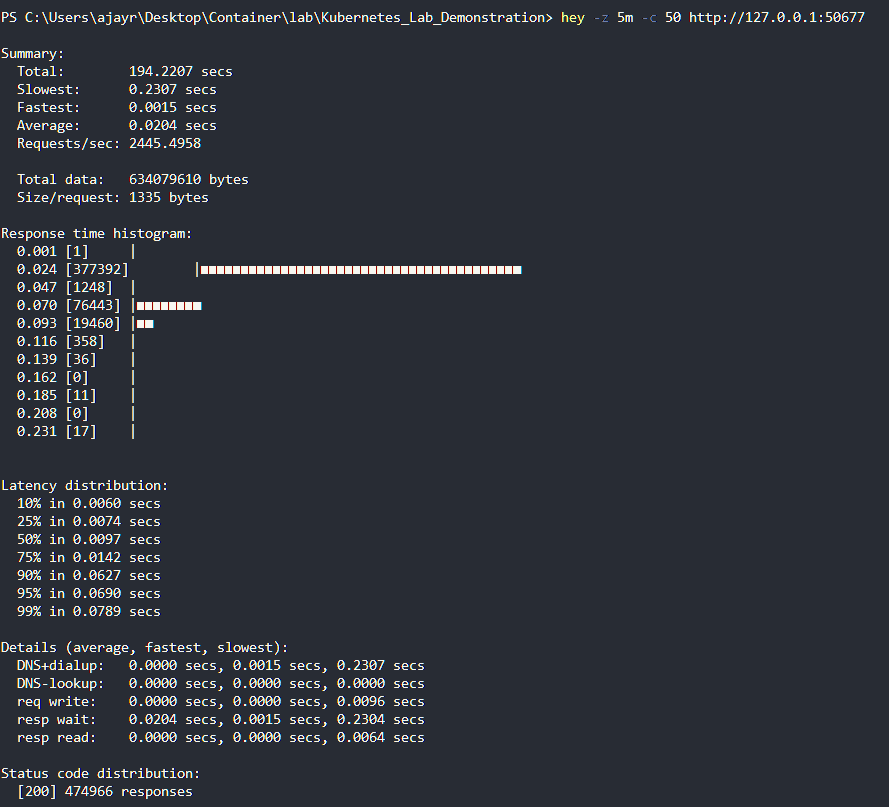 PS C:\Users\ajayr\Desktop\Container\lab\Kubernetes_Lab_Demonstration> hey -z 5m -c 50 http://127.0.0.1:50677
Summary:
Total: 194.2207 secs
Slowest: 0.2307 secs
Fastest: 0.0015 secs
Average: 0.0204 secs
Requests/sec: 2445.4958
Total data: 634079610 bytes
Size/request: 1335 bytes
Response time histogram:
0.001 [1] |
0.024 [377392] |■■■■■■■■■■■■■■■■■■■■■■■■■■■■■■■■■■■■■■■■
0.047 [1248] |
0.070 [76443] |■■■■■■■■
0.093 [19460] |■■
0.116 [358] |
0.139 [36] |
0.162 [0] |
0.185 [11] |
0.208 [0] |
0.231 [17] |
Latency distribution:
10% in 0.0060 secs
25% in 0.0074 secs
50% in 0.0097 secs
75% in 0.0142 secs
90% in 0.0627 secs
95% in 0.0690 secs
99% in 0.0789 secs
Details (average, fastest, slowest):
DNS+dialup: 0.0000 secs, 0.0015 secs, 0.2307 secs
DNS-lookup: 0.0000 secs, 0.0000 secs, 0.0000 secs
req write: 0.0000 secs, 0.0000 secs, 0.0096 secs
resp wait: 0.0204 secs, 0.0015 secs, 0.2304 secs
resp read: 0.0000 secs, 0.0000 secs, 0.0064 secs
Status code distribution:
[200] 474966 responses